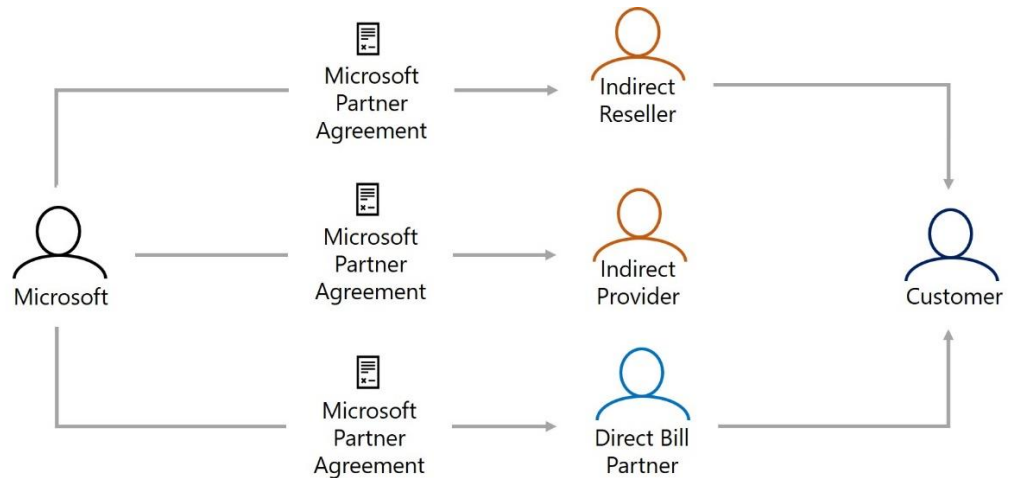 Microsoft
Partner
Agreement
Indirect
Reseller
Microsoft
Microsoft
Partner
Agreement
Indirect
Provider
Customer
Microsoft
Partner
Agreement
Direct Bill
Partner